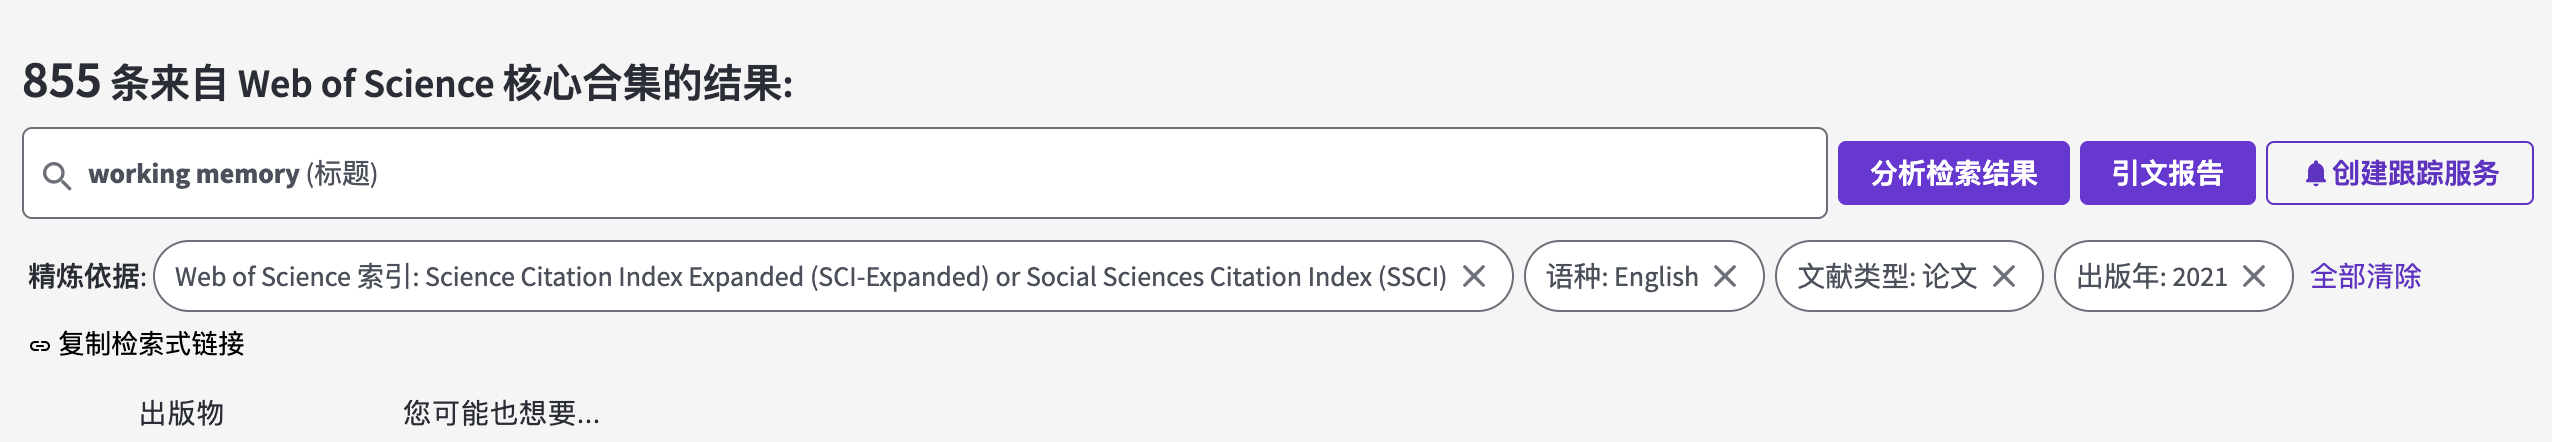 855 条来自 Web of Science 核心合集的结果:
working memory (标题) 分析检索结果 引文报告 创建跟踪服务
精炼依据: Web of Science 索引: Science Citation Index Expanded (SCI-Expanded) or Social Sciences Citation Index (SSCI) 语种: English 文献类型: 论文 出版年: 2021 全部清除
复制检索式链接
出版物 您可能也想要...